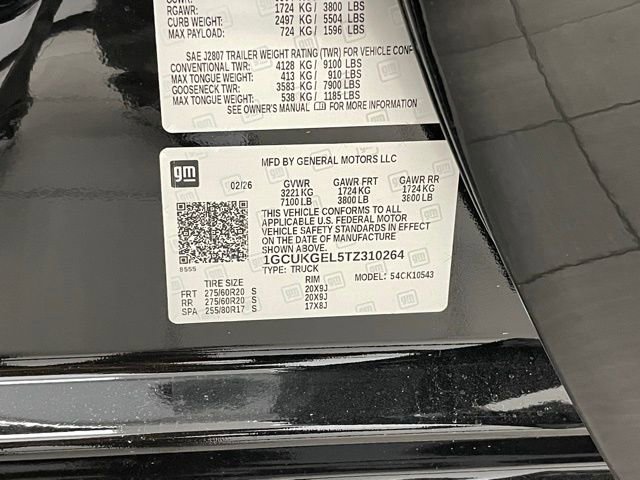 RGAWR: 1724 KG/ 3800 LBS
CURB WEIGHT: 2497 KG/ 5504 LBS
MAX PAYLOAD: 724 KG/ 1596 LBS
SAE J2807 TRAILER WEIGHT RATING (TWR) FOR VEHICLE CONF
CONVENTIONAL TWR: 4128 KG/ 9100 LBS
MAX TONGUE WEIGHT: 413 KG/ 910 LBS
GOOSENECK TWR: 3583 KG/ 7900 LBS
MAX TONGUE WEIGHT: 538 KG/ 1185 LBS
SEE OWNER'S MANUAL FOR MORE INFORMATION
gm
MFD BY GENERAL MOTORS LLC
02/26 GVWR GAWR FRT GAWR RR
3221 KG 1724 KG 1724 KG
7100 LB 3800 LB 3800 LB
THIS VEHICLE CONFORMS TO ALL
APPLICABLE U.S. FEDERAL MOTOR
VEHICLE SAFETY STANDARDS IN EFFECT
ON THE DATE OF MANUFACTURE
SHOWN ABOVE.
1GCUKGEL5TZ310264
8555
TYPE: TRUCK MODEL: 54CK10543
TIRE SIZE RIM
FRT 275/60R20 S 20X9J
RR 275/60R20 S 20X9J
SPA 255/80R17 S 17X8J